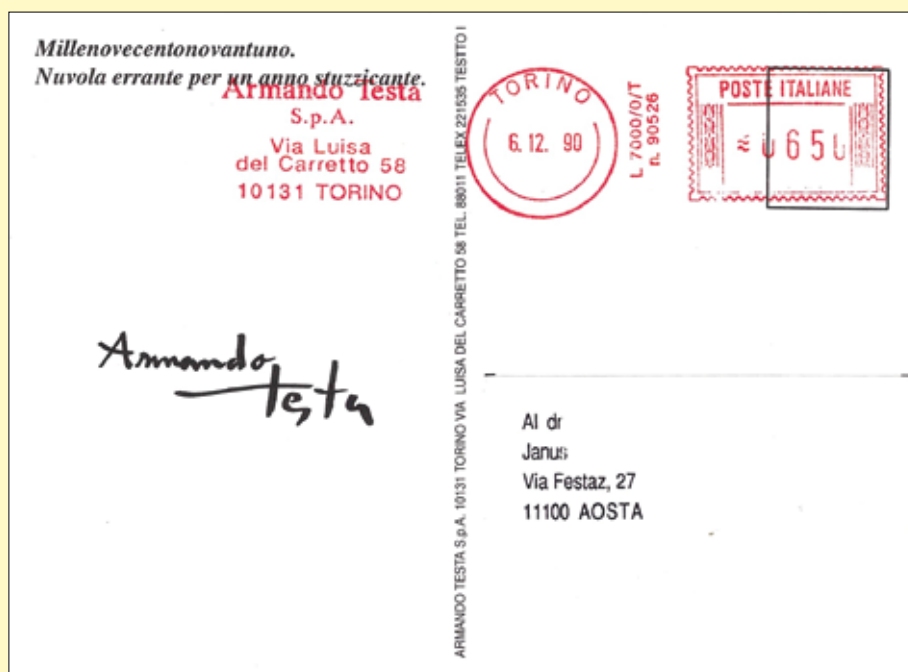 Millenovecentonovantuno.
Nuvola errante per un anno stuzzicante.
Armando Testa
S.p.A.
Via Luisa
del Carretto 58
10131 TORINO
Armando
Testa
ARMANDO TESTA S.p.A. 10131 TORINO VIA LUISA DEL CARRETTO 58 TEL. 88011 TELEX 221535 TESTTO I
TORINO
6. 12. 90
L 7000/0/T
n. 90526
POSTE ITALIANE
650
Al dr
Janus
Via Festaz, 27
11100 AOSTA